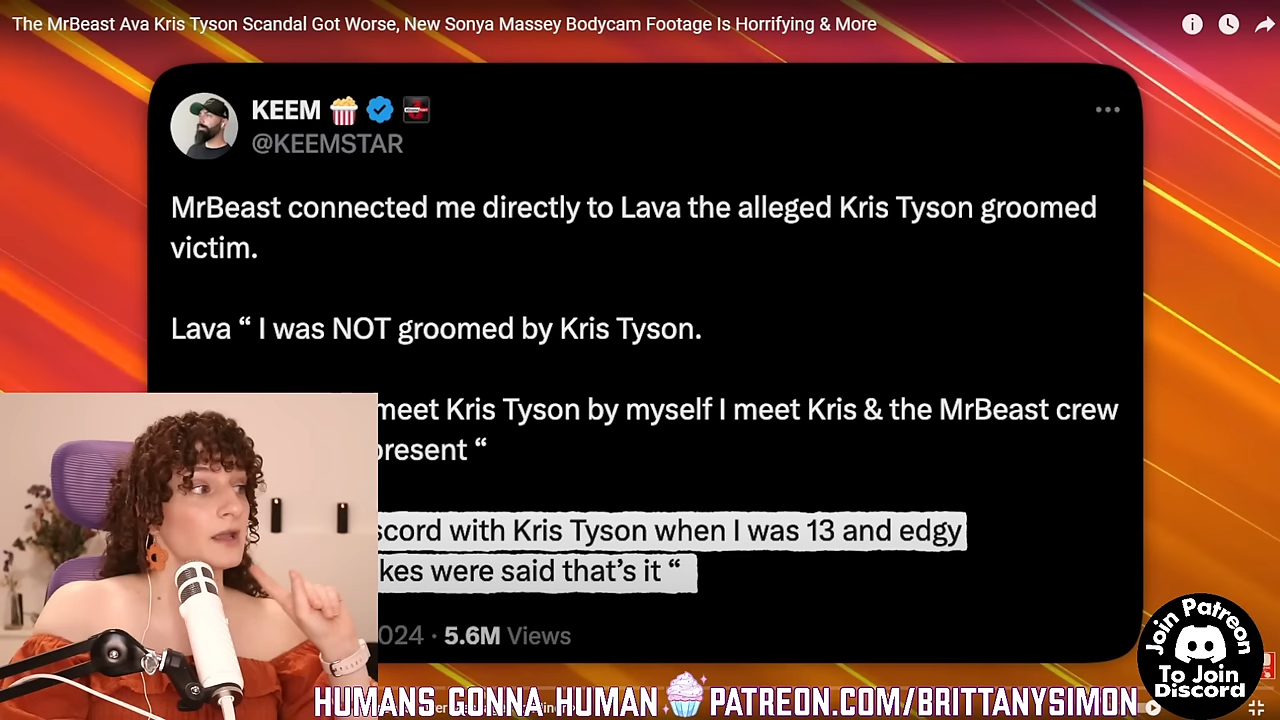 The MrBeast Ava Kris Tyson Scandal Got Worse, New Sonya Massey Bodycam Footage Is Horrifying & More
KEEM
@KEEMSTAR
MrBeast connected me directly to Lava the alleged Kris Tyson groomed
victim.
Lava “ I was NOT groomed by Kris Tyson.
meet Kris Tyson by myself I meet Kris & the MrBeast crew
present “
scord with Kris Tyson when I was 13 and edgy
kes were said that’s it “
024 · 5.6M Views
HUMANS GONNA HUMAN PATREON.COM/BRITTANYSIMON
Join Patreon
To Join
Discord